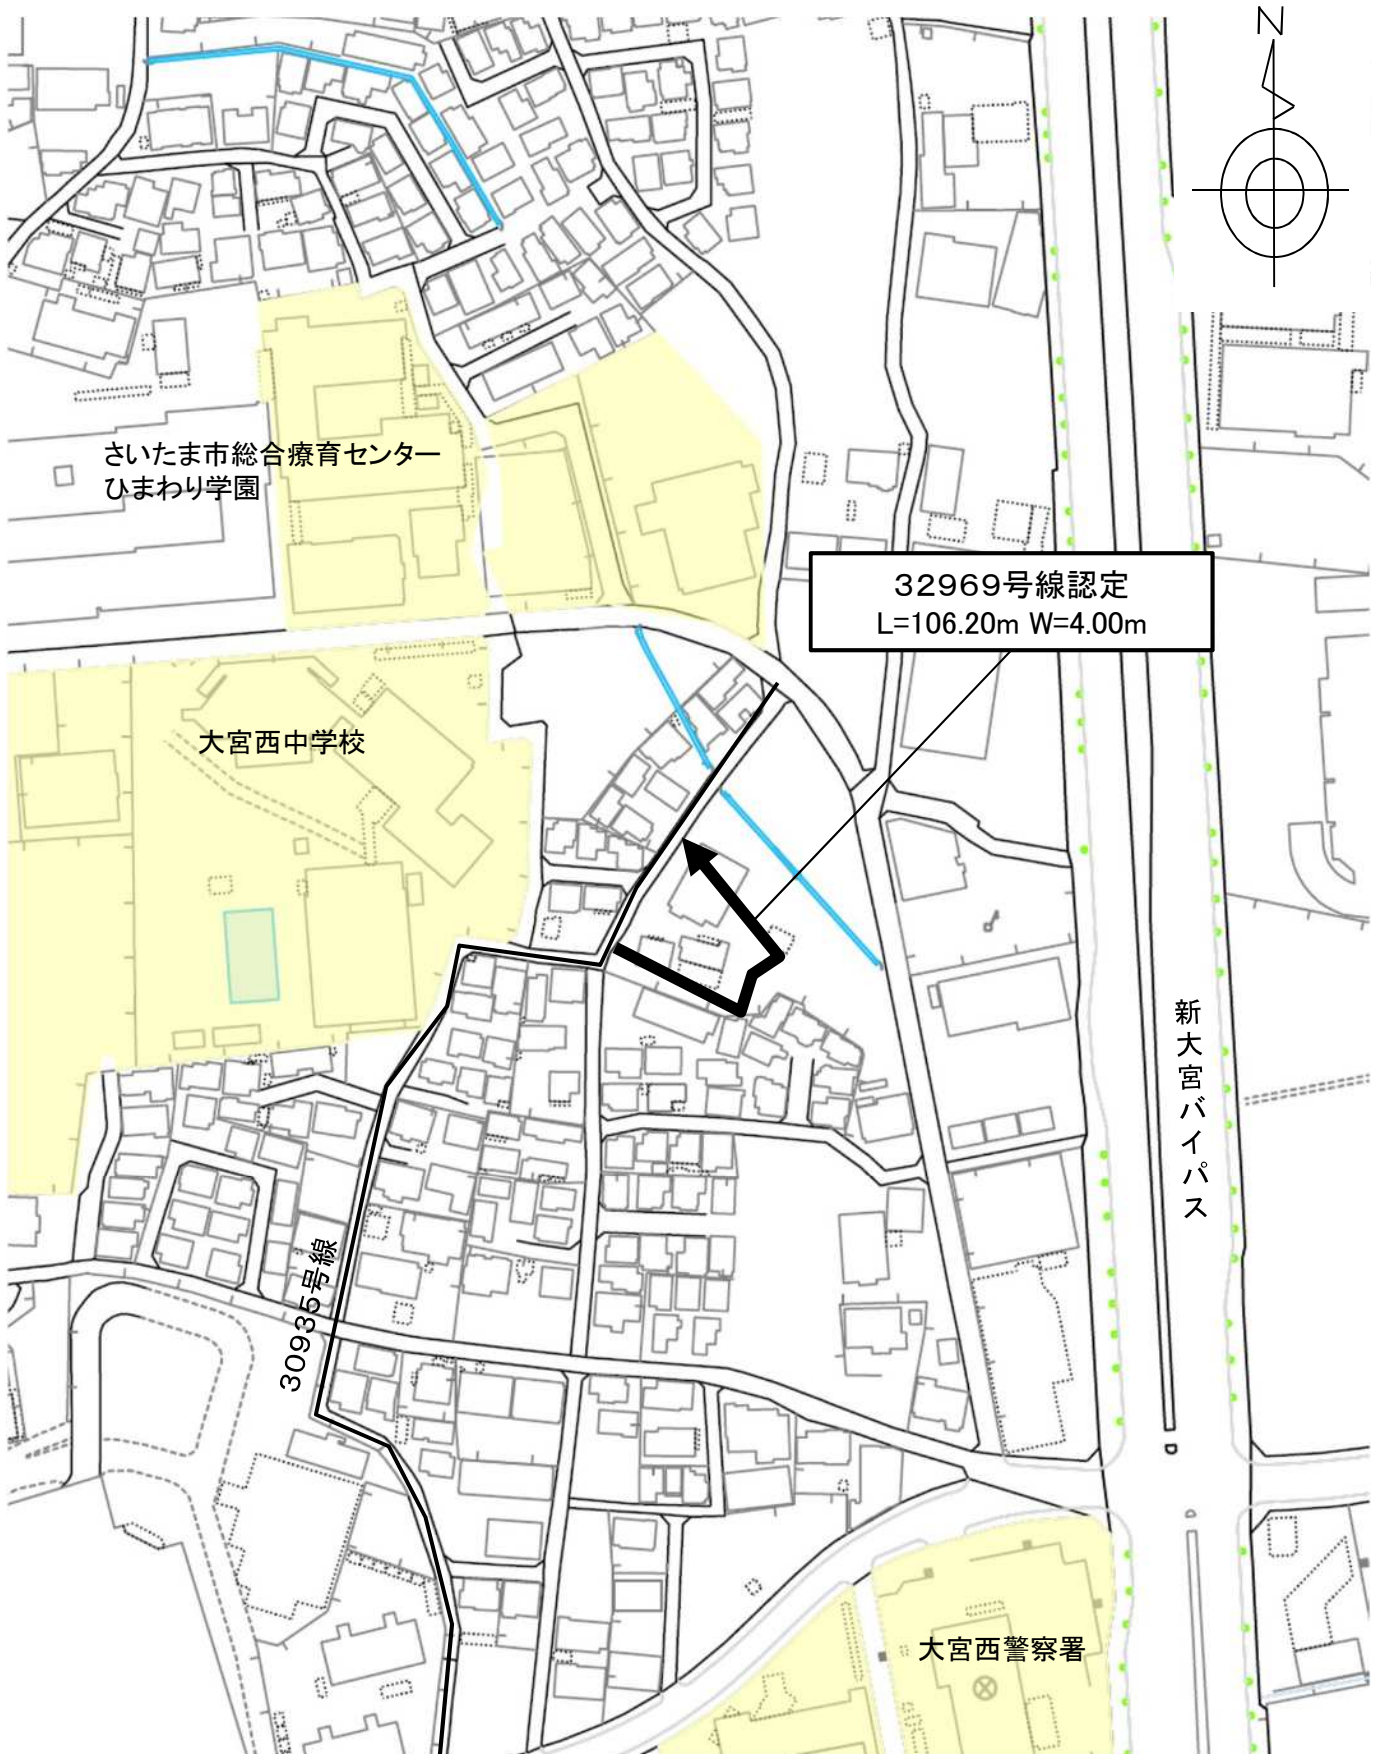 N
さいたま市総合療育センター
ひまわり学園
32969号線認定
L=106.20m W=4.00m
大宮西中学校
新大宮バイパス
30935号線
大宮西警察署